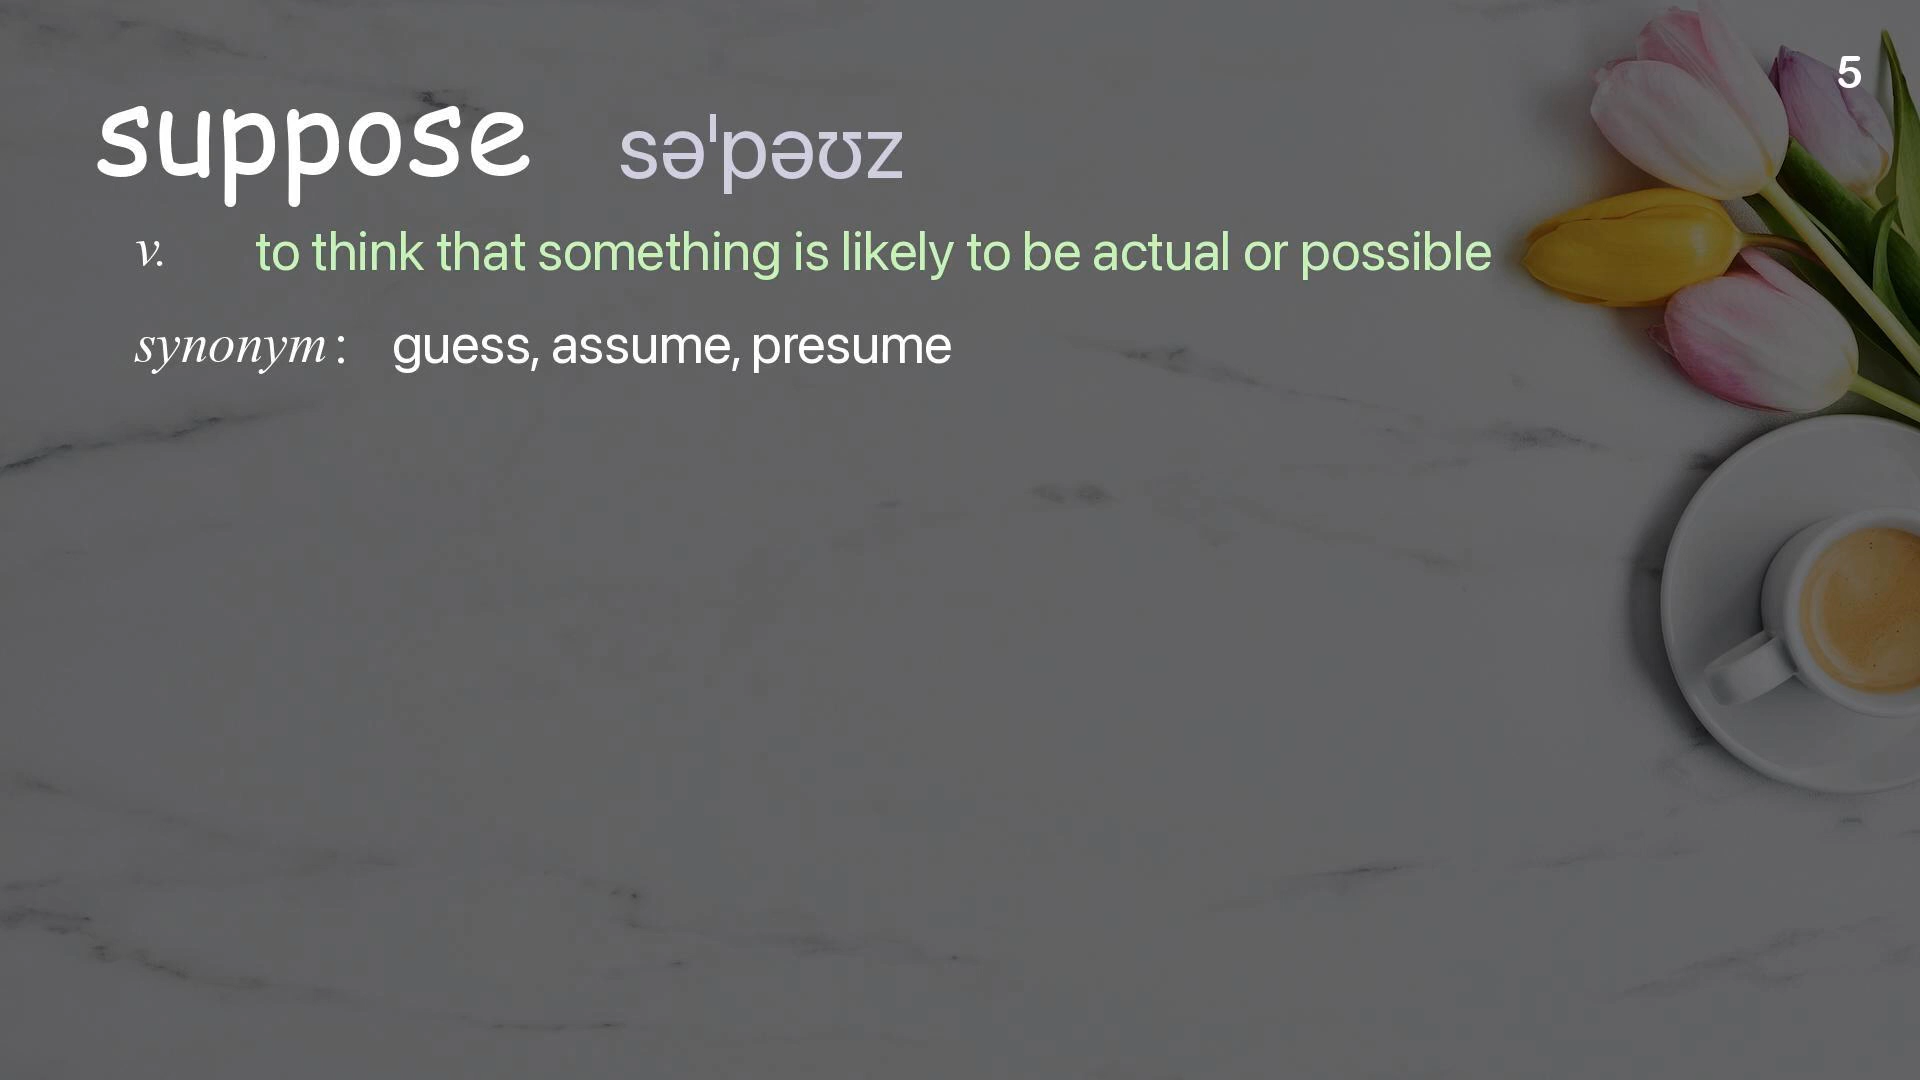 5
suppose səˈpəʊz
v. to think that something is likely to be actual or possible
synonym: guess, assume, presume